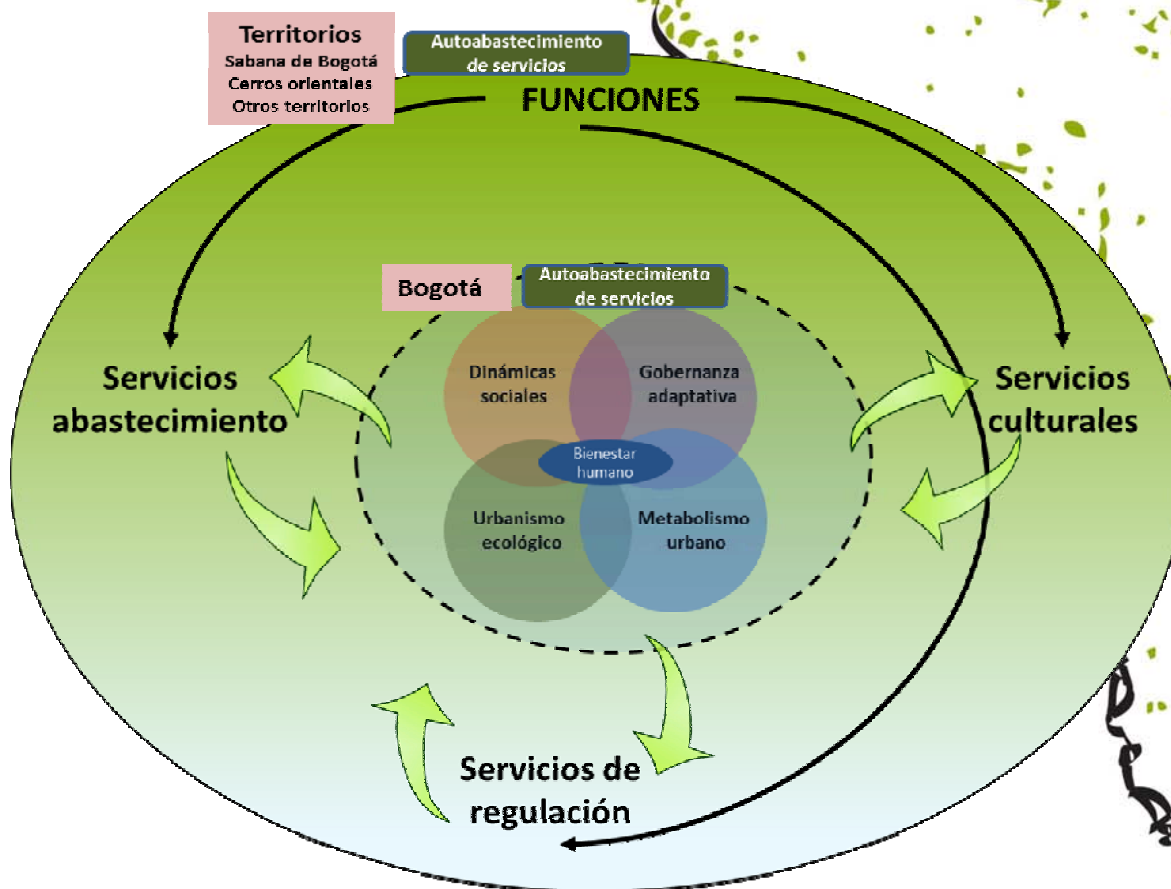 Territorios
Sabana de Bogotá
Cerros orientales
Otros territorios
Autoabastecimiento
de servicios
FUNCIONES
Bogotá
Autoabastecimiento
de servicios
Dinámicas
sociales
Gobernanza
adaptativa
Servicios
abastecimiento
Servicios
culturales
Bienestar
humano
Urbanismo
ecológico
Metabolismo
urbano
Servicios de
regulación